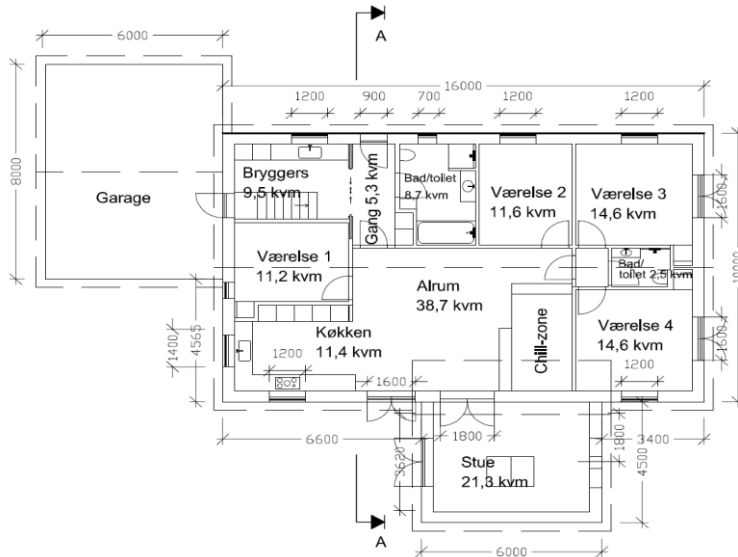 A
6000
16000
1200
900
700
1200
1200
8000
Garage
Bryggers
9,5 kvm
Gang 5,3 kvm
Bad/toilet
8,7 kvm
Værelse 2
11,6 kvm
Værelse 3
14,6 kvm
1600
Værelse 1
11,2 kvm
Alrum
38,7 kvm
Bad/
toilet 2,5 kvm
10000
1400
4565
Køkken
11,4 kvm
1200
1600
Chill-zone
Værelse 4
14,6 kvm
1200
1600
6600
3620
1800
Stue
21,3 kvm
1800
4500
3400
A
6000